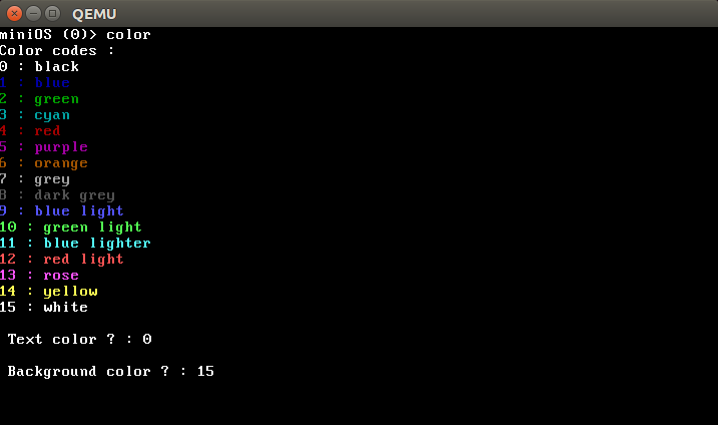 QEMU
miniOS (0)> color
Color codes :
0 : black
1 : blue
2 : green
3 : cyan
4 : red
5 : purple
6 : orange
7 : grey
8 : dark grey
9 : blue light
10 : green light
11 : blue lighter
12 : red light
13 : rose
14 : yellow
15 : white
Text color ? : 0
Background color ? : 15